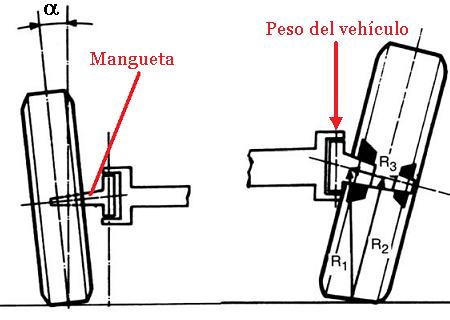 α
Mangueta
Peso del vehículo
R3
R1
R2